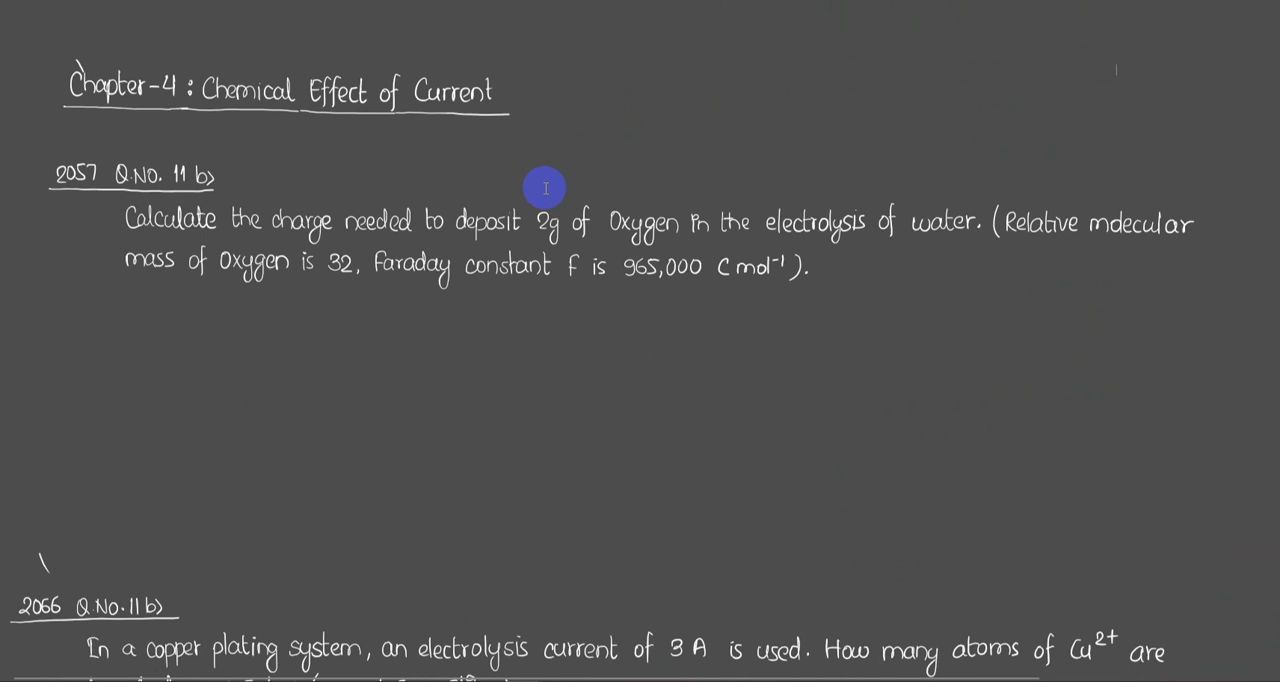 Chapter-4 : Chemical Effect of Current
2057 Q.NO. 11 b>
Calculate the charge needed to deposit 2g of Oxygen in the electrolysis of water. (Relative molecular
mass of oxygen is 32, faraday constant f is 965,000 C mol⁻¹).
2066 Q.NO. 11 b>
In a copper plating system, an electrolysis current of 3 A is used. How many atoms of Cu²⁺ are